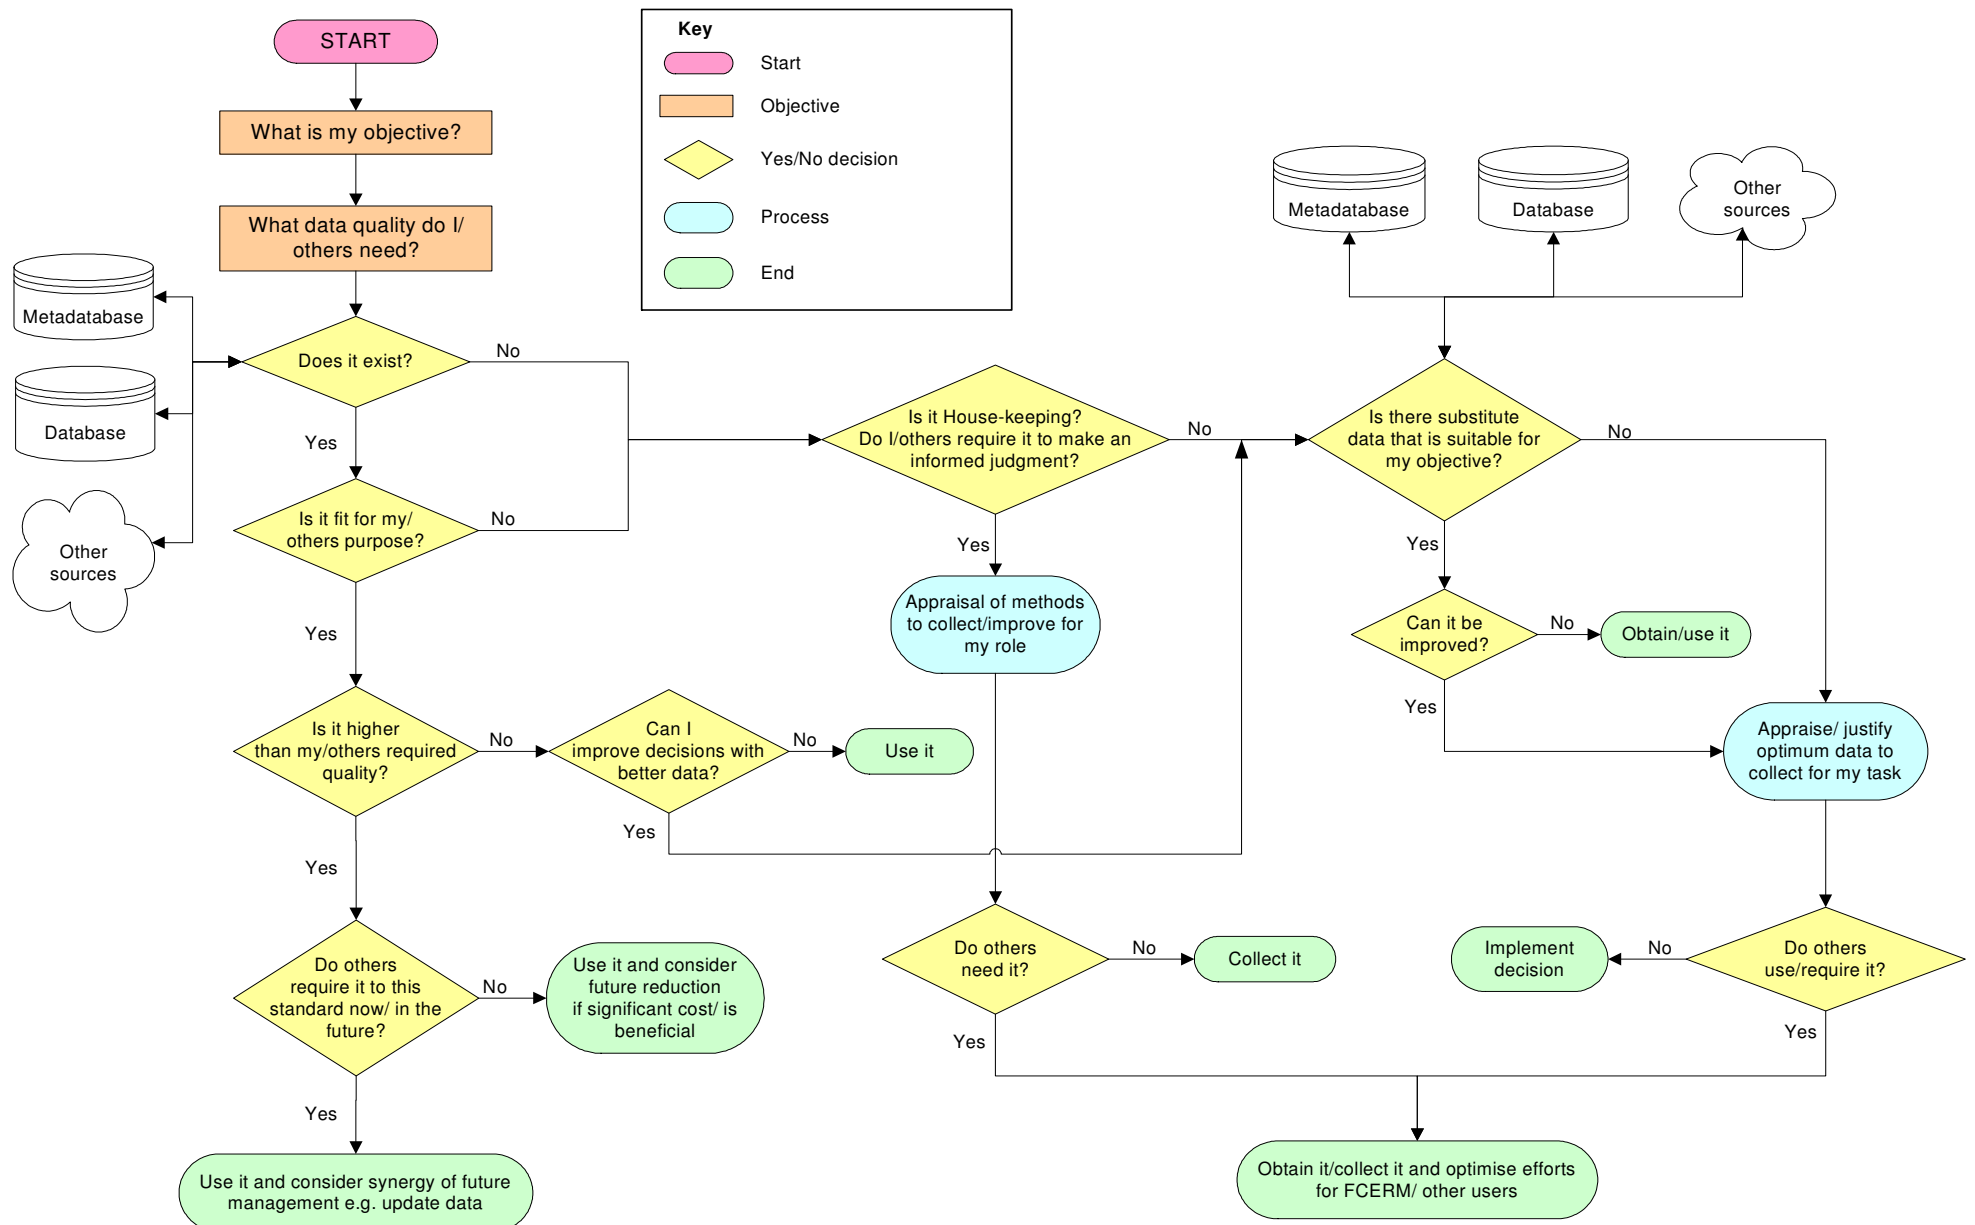 START
What is my objective?
What data quality do I/
others need?
Key
Start
Objective
Yes/No decision
Process
End
Metadatabase
Database
Other
sources
Does it exist?
No
Yes
Is it fit for my/
others purpose?
No
Yes
Is it higher
than my/others required
quality?
No
Can I
improve decisions with
better data?
No
Use it
Yes
Yes
Do others
require it to this
standard now/ in the
future?
No
Use it and consider
future reduction
if significant cost/ is
beneficial
Yes
Use it and consider synergy of future
management e.g. update data
Is it House-keeping?
Do I/others require it to make an
informed judgment?
No
Yes
Appraisal of methods
to collect/improve for
my role
Do others
need it?
No
Collect it
Yes
Metadatabase
Database
Other
sources
Is there substitute
data that is suitable for
my objective?
No
Yes
Can it be
improved?
No
Obtain/use it
Yes
Appraise/ justify
optimum data to
collect for my task
Do others
use/require it?
No
Implement
decision
Yes
Obtain it/collect it and optimise efforts
for FCERM/ other users